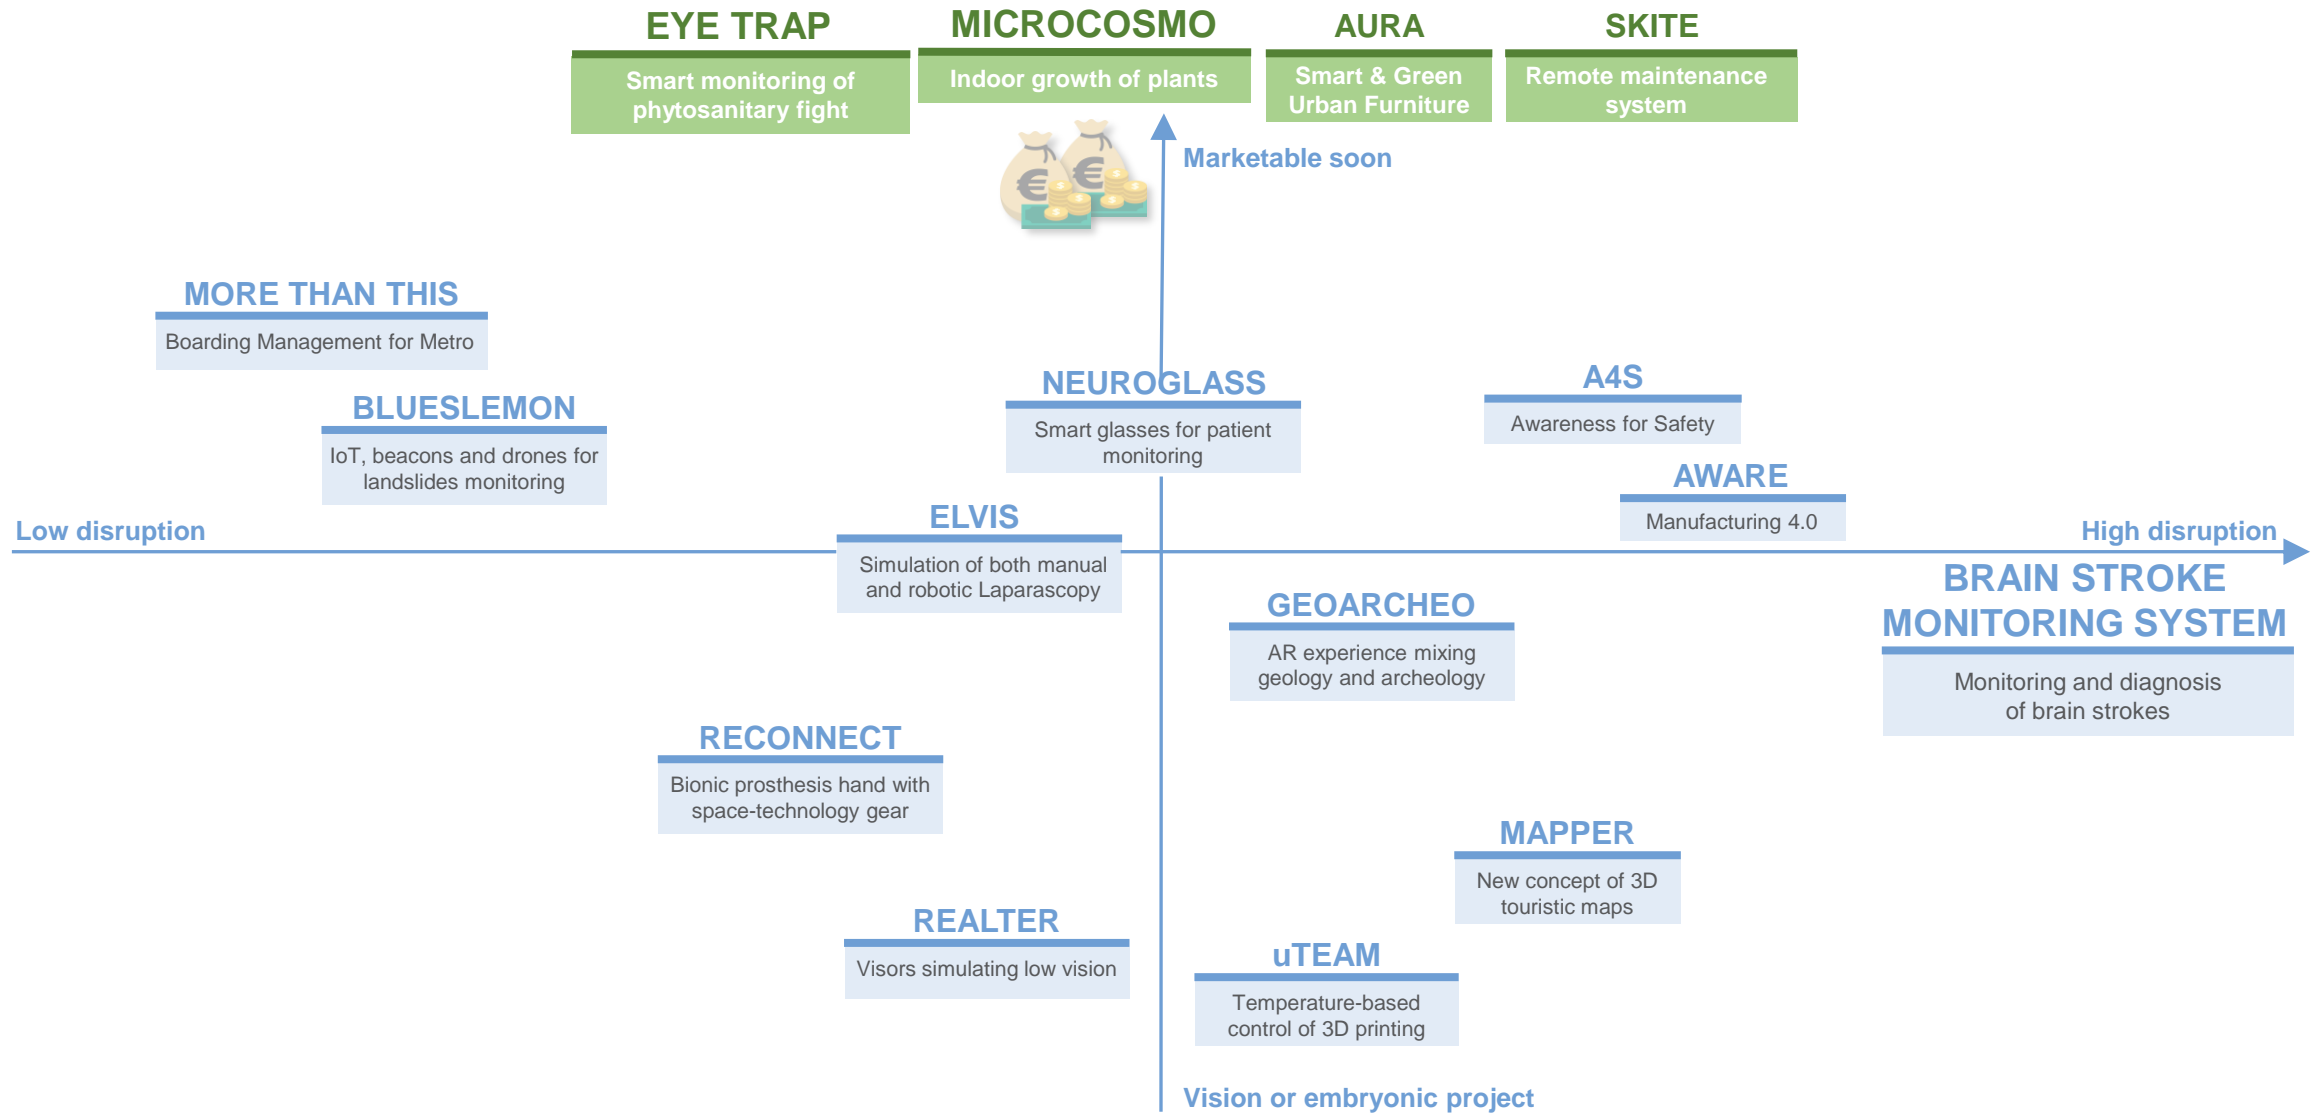 EYE TRAP
Smart monitoring of
phytosanitary fight
MICROCOSMO
Indoor growth of plants
AURA
Smart & Green
Urban Furniture
SKITE
Remote maintenance
system
€
€
Marketable soon
MORE THAN THIS
Boarding Management for Metro
BLUESLEMON
IoT, beacons and drones for
landslides monitoring
NEUROGLASS
Smart glasses for patient
monitoring
A4S
Awareness for Safety
AWARE
Manufacturing 4.0
Low disruption
High disruption
ELVIS
Simulation of both manual
and robotic Laparascopy
GEOARCHEO
AR experience mixing
geology and archeology
BRAIN STROKE
MONITORING SYSTEM
Monitoring and diagnosis
of brain strokes
RECONNECT
Bionic prosthesis hand with
space-technology gear
MAPPER
New concept of 3D
touristic maps
REALTER
Visors simulating low vision
uTEAM
Temperature-based
control of 3D printing
Vision or embryonic project